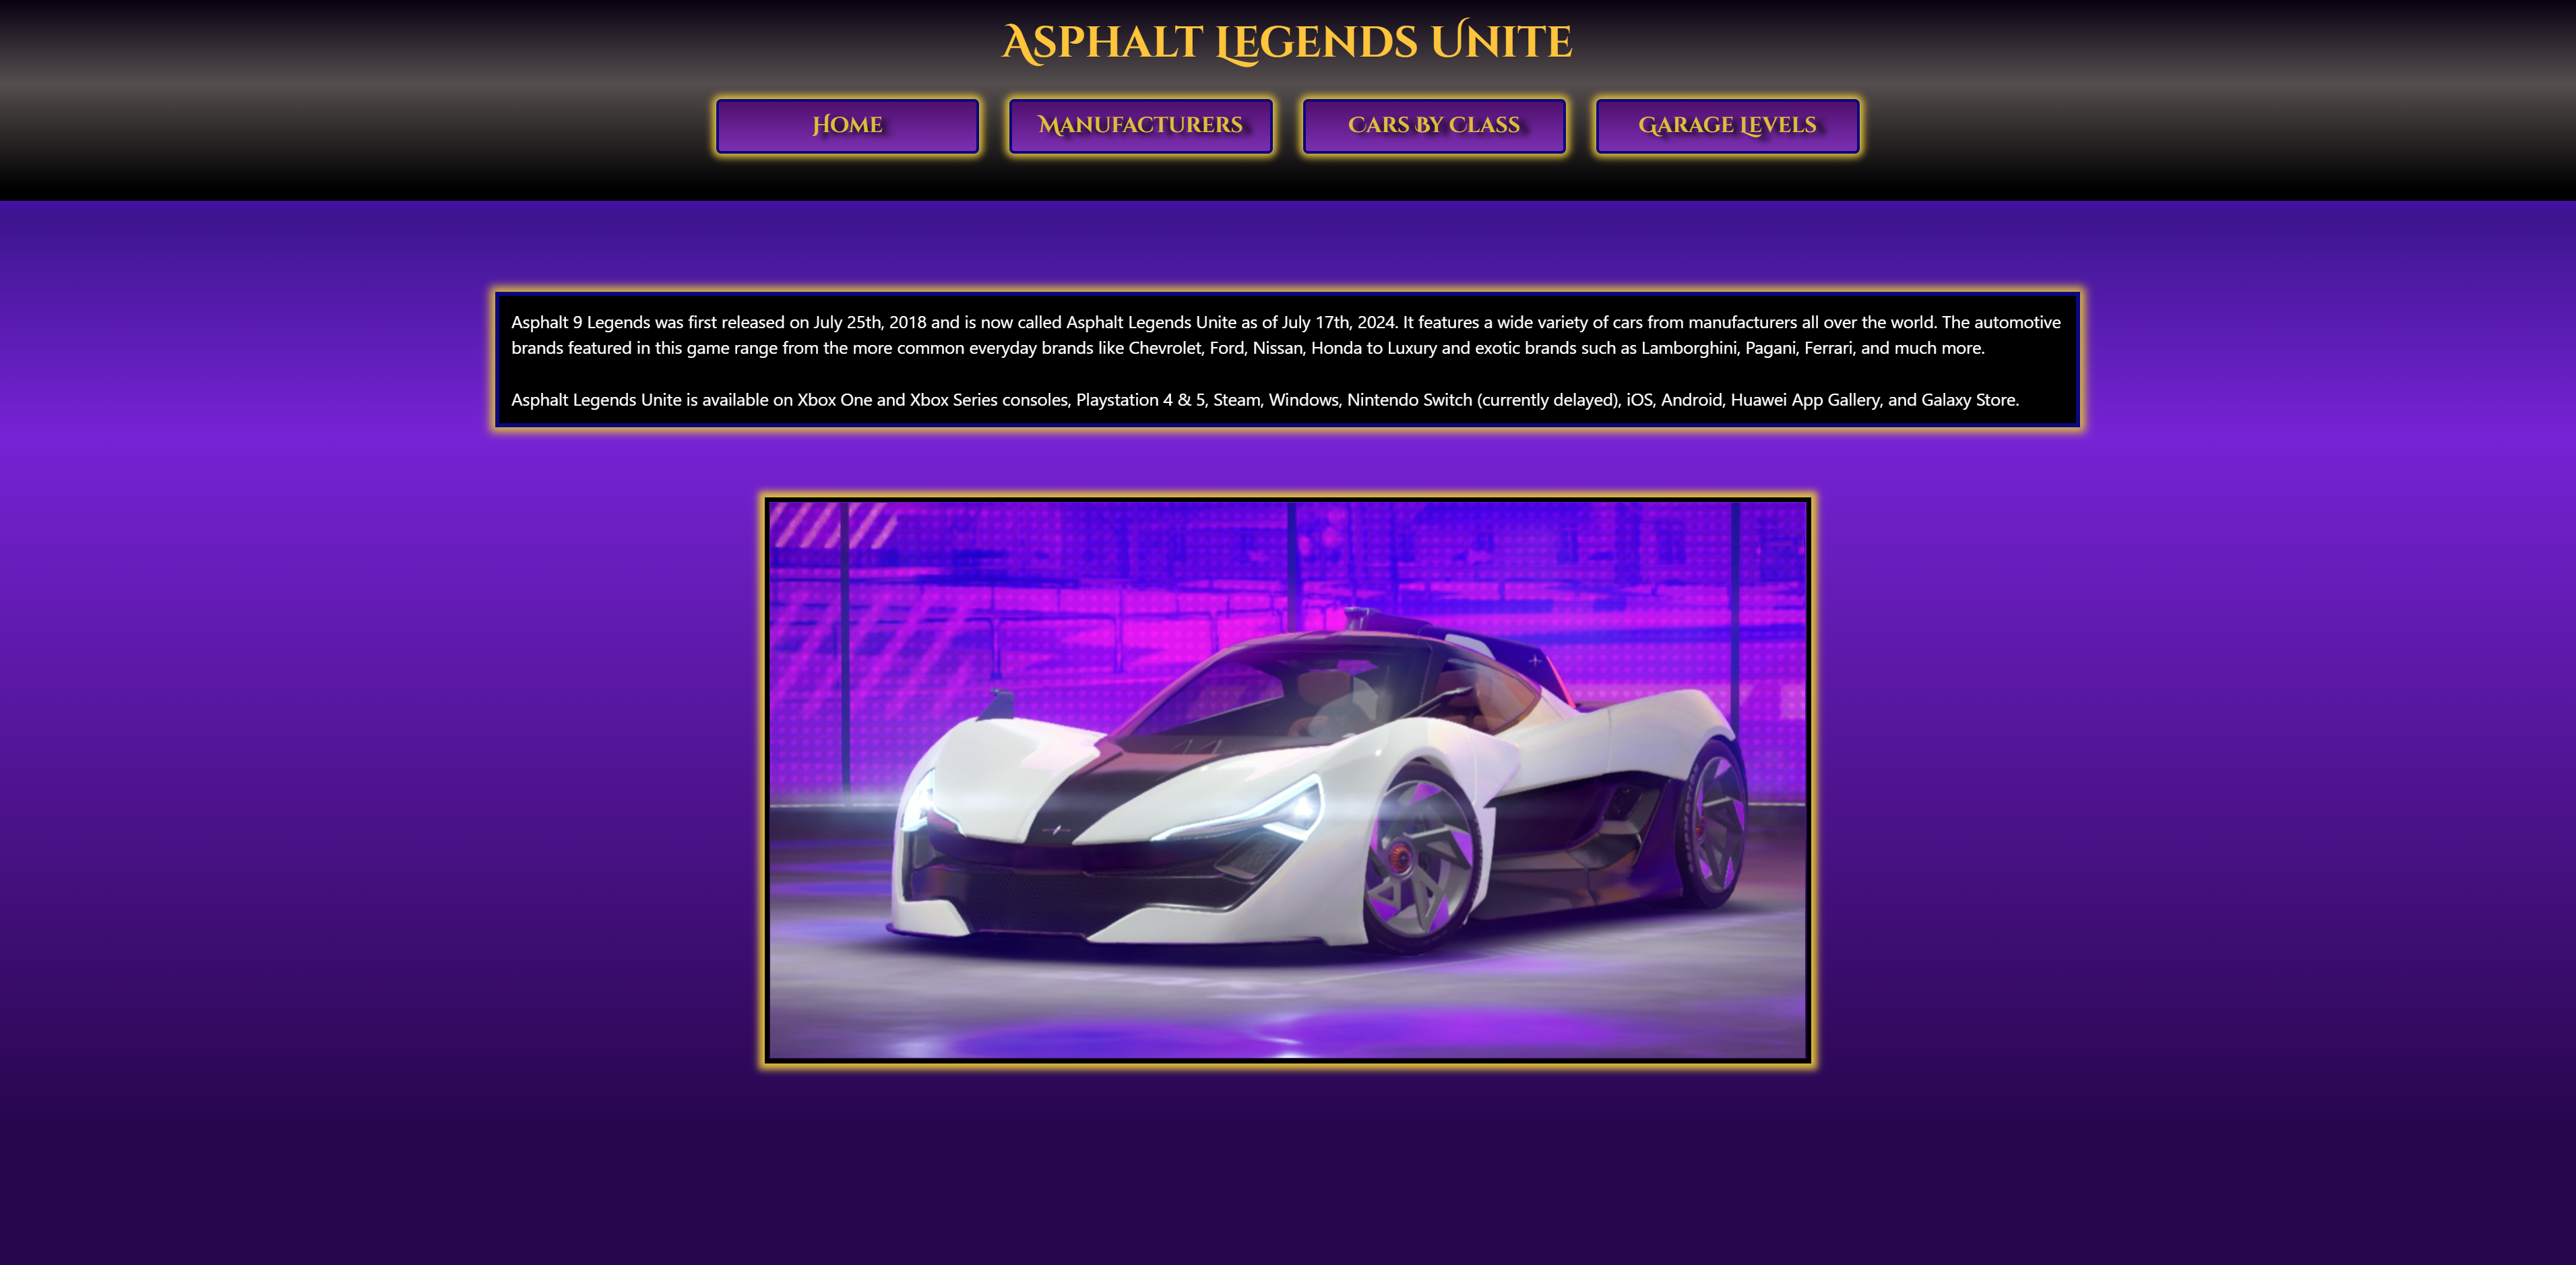 Asphalt Legends Unite
Home
Manufacturers
Cars By Class
Garage Levels
Asphalt 9 Legends was first released on July 25th, 2018 and is now called Asphalt Legends Unite as of July 17th, 2024. It features a wide variety of cars from manufacturers all over the world. The automotive
brands featured in this game range from the more common everyday brands like Chevrolet, Ford, Nissan, Honda to Luxury and exotic brands such as Lamborghini, Pagani, Ferrari, and much more.
Asphalt Legends Unite is available on Xbox One and Xbox Series consoles, Playstation 4 & 5, Steam, Windows, Nintendo Switch (currently delayed), iOS, Android, Huawei App Gallery, and Galaxy Store.